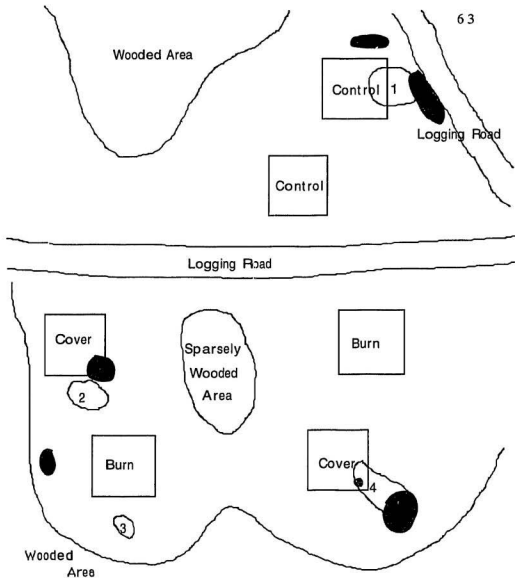 63
Wooded Area
Control
1
Logging Road
Control
Logging Road
Cover
Sparsely
Wooded
Area
Burn
2
Burn
Cover
4
3
Wooded
Area